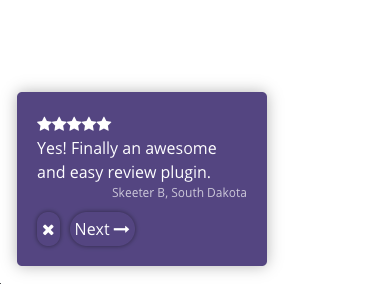 Yes! Finally an awesome
and easy review plugin.
Skeeter B, South Dakota
Next